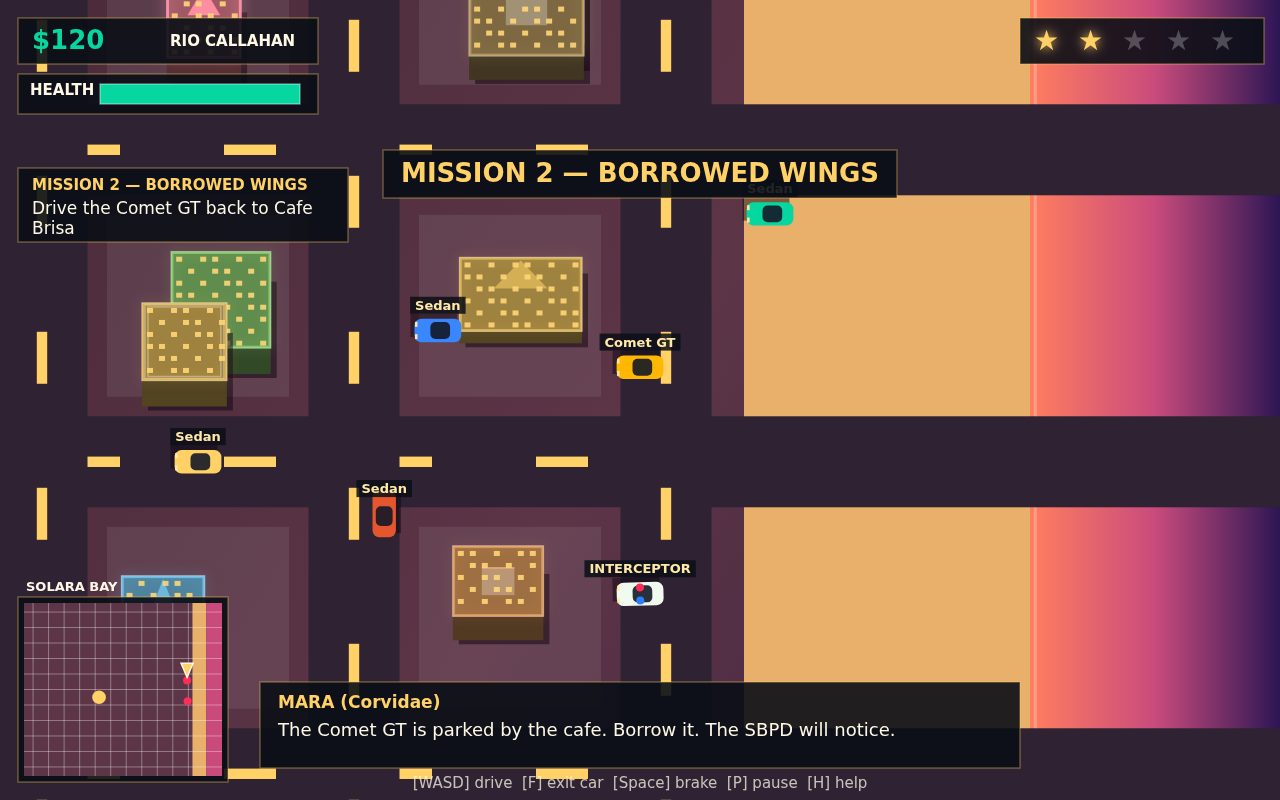 $120
RIO CALLAHAN
★ ★ ★ ★ ★
HEALTH
MISSION 2 — BORROWED WINGS
MISSION 2 — BORROWED WINGS
Drive the Comet GT back to Cafe
Brisa
Sedan
Sedan
Comet GT
Sedan
Sedan
INTERCEPTOR
SOLARA BAY
MARA (Corvidae)
The Comet GT is parked by the cafe. Borrow it. The SBPD will notice.
[WASD] drive [F] exit car [Space] brake [P] pause [H] help